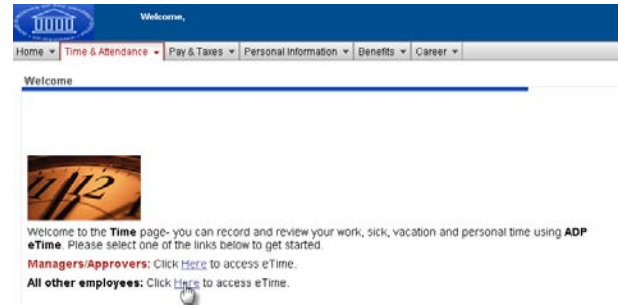 Welcome,
Home Time & Attendance Pay & Taxes Personal Information Benefits Career
Welcome
11 12
Welcome to the Time page- you can record and review your work, sick, vacation and personal time using ADP
eTime. Please select one of the links below to get started.
Managers/Approvers: Click Here to access eTime.
All other employees: Click Here to access eTime.